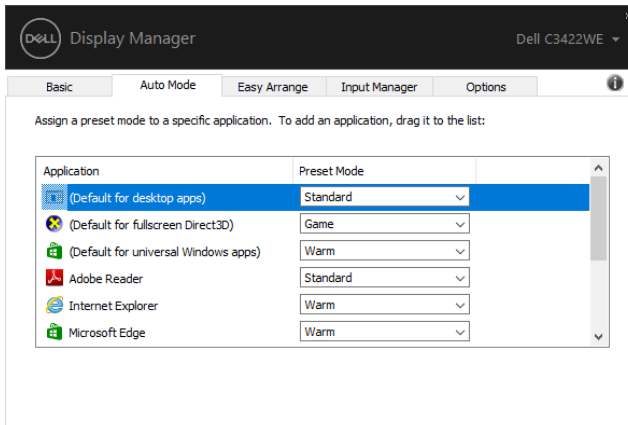 DELL Display Manager Dell C3422WE
Basic Auto Mode Easy Arrange Input Manager Options
Assign a preset mode to a specific application. To add an application, drag it to the list:
Application Preset Mode
(Default for desktop apps) Standard
(Default for fullscreen Direct3D) Game
(Default for universal Windows apps) Warm
Adobe Reader Standard
Internet Explorer Warm
Microsoft Edge Warm